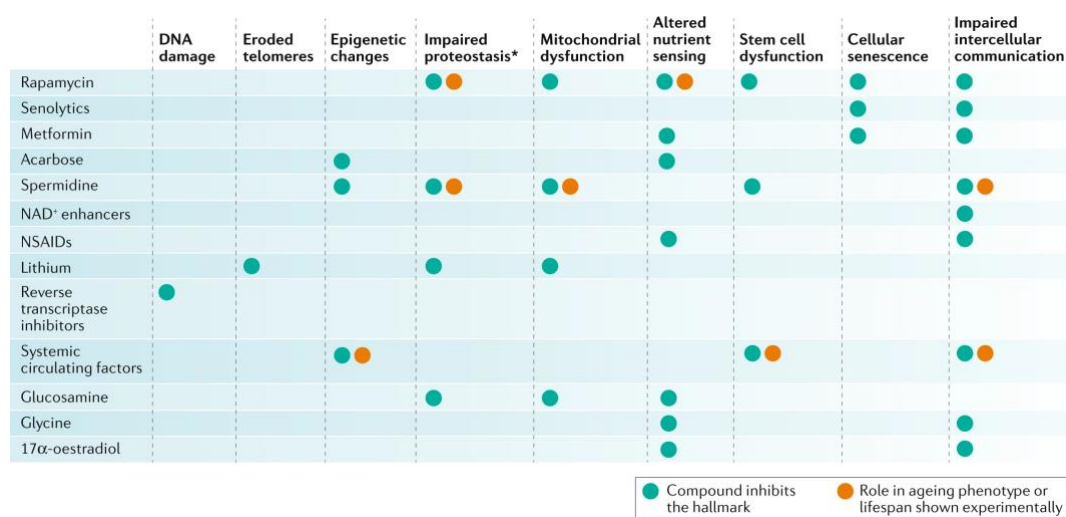 DNA damage
Eroded telomeres
Epigenetic changes
Impaired proteostasis*
Mitochondrial dysfunction
Altered nutrient sensing
Stem cell dysfunction
Cellular senescence
Impaired intercellular communication
Rapamycin
Senolytics
Metformin
Acarbose
Spermidine
NAD⁺ enhancers
NSAIDs
Lithium
Reverse
transcriptase
inhibitors
Systemic
circulating factors
Glucosamine
Glycine
17α-oestradiol
Compound inhibits
the hallmark
Role in ageing phenotype or
lifespan shown experimentally